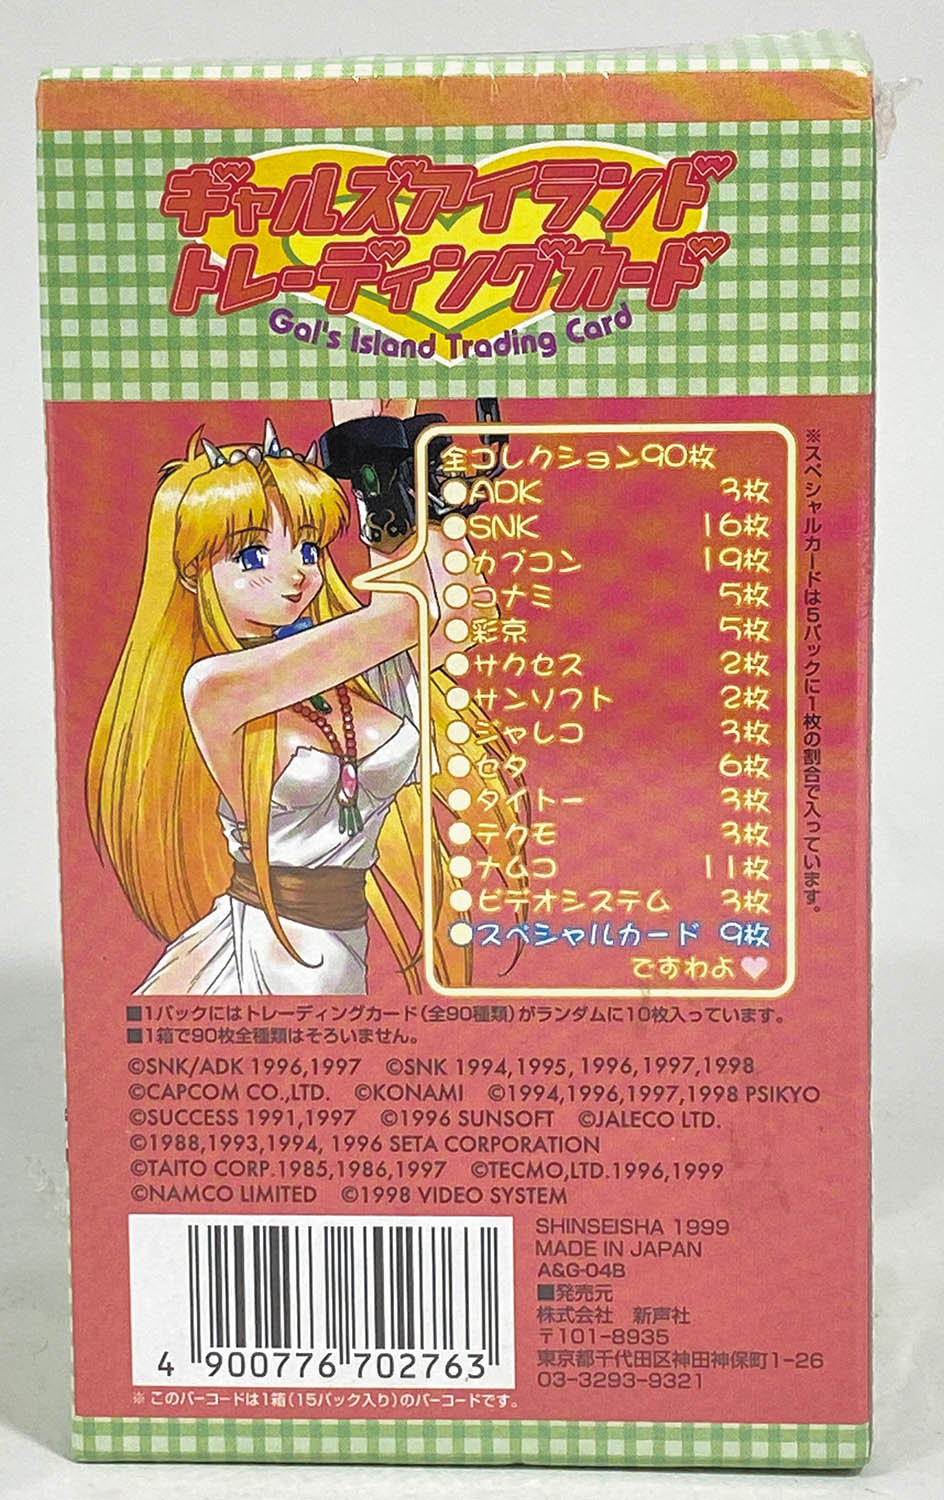 ギャルズアイランド
トレーディングカード
Gal's Island Trading Card
全コレクション90枚
●ADK 3枚
●SNK 16枚
●カプコン 19枚
●コナミ 5枚
●彩京 5枚
●サクセス 2枚
●サンソフト 2枚
●ジャレコ 3枚
●セタ 6枚
●タイトー 3枚
●テクモ 3枚
●ナムコ 11枚
●ビデオシステム 3枚
●スペシャルカード 9枚
ですわよ♥
※スペシャルカードは5パックに1枚の割合で入っています。
■1パックにはトレーディングカード(全90種類)がランダムに10枚入っています。
■1箱で90枚全種類はそろいません。
©SNK/ADK 1996,1997 ©SNK 1994,1995, 1996,1997,1998
©CAPCOM CO.,LTD. ©KONAMI ©1994,1996,1997,1998 PSIKYO
©SUCCESS 1991,1997 ©1996 SUNSOFT ©JALECO LTD.
©1988,1993,1994, 1996 SETA CORPORATION
©TAITO CORP.1985,1986,1997 ©TECMO,LTD.1996,1999
©NAMCO LIMITED ©1998 VIDEO SYSTEM
SHINSEISHA 1999
MADE IN JAPAN
A&G-04B
■発売元
株式会社 新声社
〒101-8935
東京都千代田区神田神保町1-26
03-3293-9321
4 900776 702763
※このバーコードは1箱(15パック入り)のバーコードです。